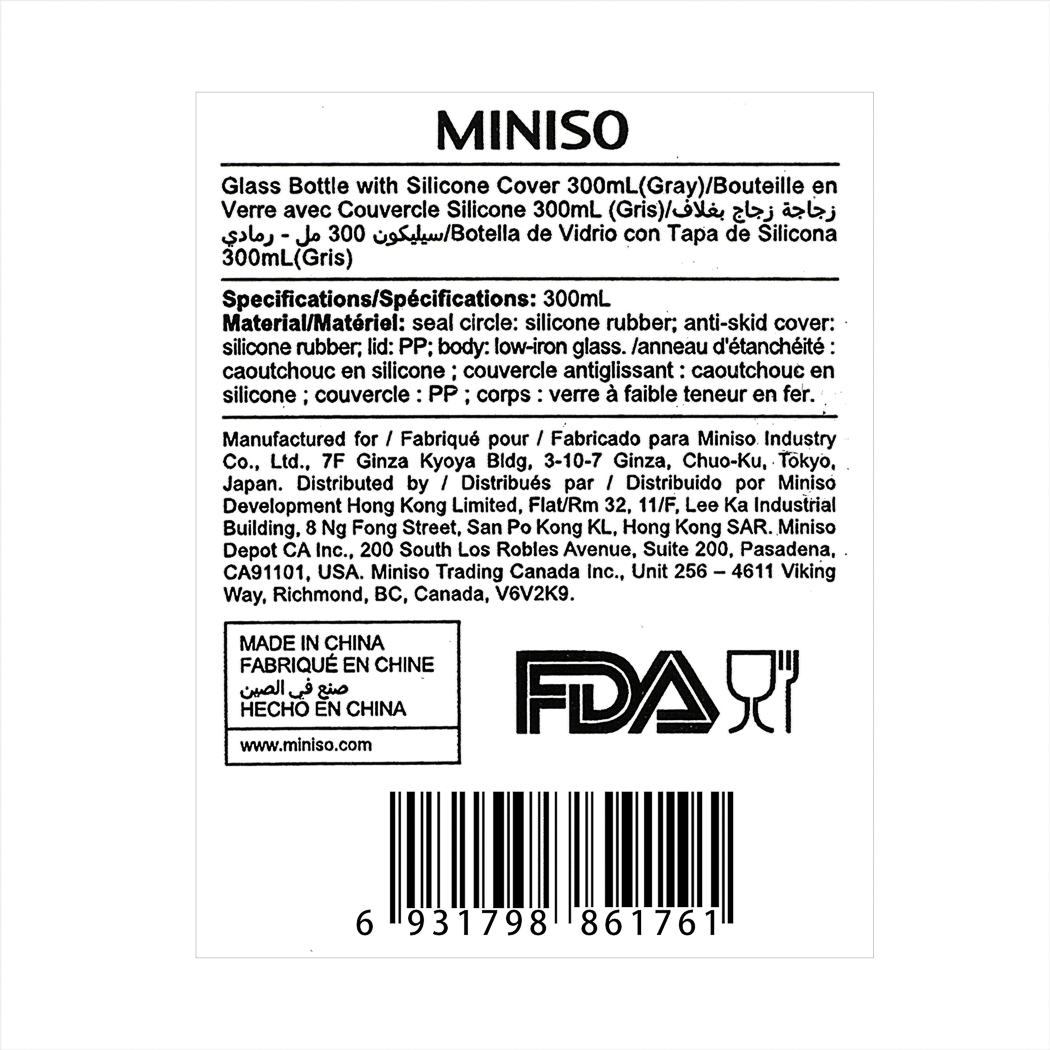 MINISO
Glass Bottle with Silicone Cover 300mL(Gray)/Bouteille en
Verre avec Couvercle Silicone 300mL (Gris)/زجاجة زجاج بغلاف
سيليكون 300 مل - رمادي/Botella de Vidrio con Tapa de Silicona
300mL(Gris)
Specifications/Spécifications: 300mL
Material/Matériel: seal circle: silicone rubber; anti-skid cover:
silicone rubber; lid: PP; body: low-iron glass. /anneau d'étanchéité :
caoutchouc en silicone ; couvercle antiglissant : caoutchouc en
silicone ; couvercle : PP ; corps : verre à faible teneur en fer.
Manufactured for / Fabriqué pour / Fabricado para Miniso Industry
Co., Ltd., 7F Ginza Kyoya Bldg, 3-10-7 Ginza, Chuo-Ku, Tokyo,
Japan. Distributed by / Distribués par / Distribuido por Miniso
Development Hong Kong Limited, Flat/Rm 32, 11/F, Lee Ka Industrial
Building, 8 Ng Fong Street, San Po Kong KL, Hong Kong SAR. Miniso
Depot CA Inc., 200 South Los Robles Avenue, Suite 200, Pasadena,
CA91101, USA. Miniso Trading Canada Inc., Unit 256 – 4611 Viking
Way, Richmond, BC, Canada, V6V2K9.
MADE IN CHINA
FABRIQUÉ EN CHINE
صنع في الصين
HECHO EN CHINA
www.miniso.com
FDA
6 931798 861761